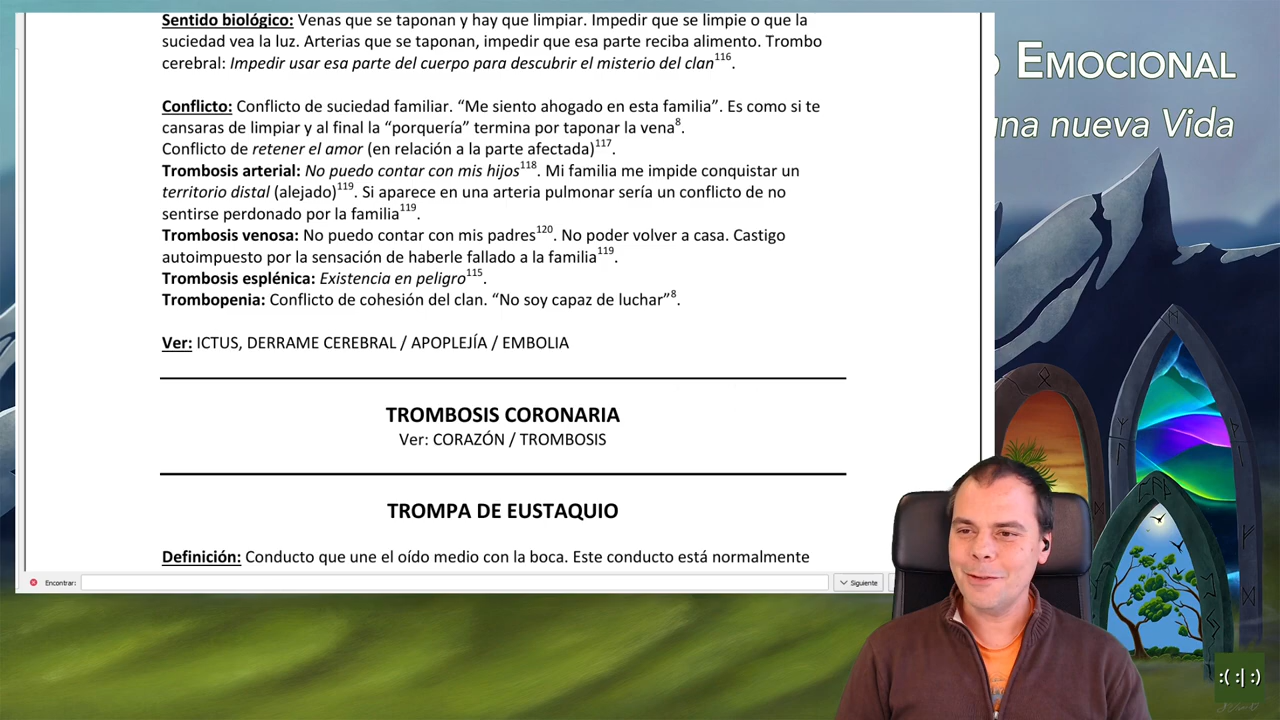 Sentido biológico: Venas que se taponan y hay que limpiar. Impedir que se limpie o que la
suciedad vea la luz. Arterias que se taponan, impedir que esa parte reciba alimento. Trombo
cerebral: Impedir usar esa parte del cuerpo para descubrir el misterio del clan116.
Conflicto: Conflicto de suciedad familiar. “Me siento ahogado en esta familia”. Es como si te
cansaras de limpiar y al final la “porquería” termina por taponar la vena8.
Conflicto de retener el amor (en relación a la parte afectada)117.
Trombosis arterial: No puedo contar con mis hijos118. Mi familia me impide conquistar un
territorio distal (alejado)119. Si aparece en una arteria pulmonar sería un conflicto de no
sentirse perdonado por la familia119.
Trombosis venosa: No puedo contar con mis padres120. No poder volver a casa. Castigo
autoimpuesto por la sensación de haberle fallado a la familia119.
Trombosis esplénica: Existencia en peligro115.
Trombopenia: Conflicto de cohesión del clan. “No soy capaz de luchar”8.
Ver: ICTUS, DERRAME CEREBRAL / APOPLEJÍA / EMBOLIA
TROMBOSIS CORONARIA
Ver: CORAZÓN / TROMBOSIS
TROMPA DE EUSTAQUIO
Definición: Conducto que une el oído medio con la boca. Este conducto está normalmente
Encontrar:
Siguiente
EMOCIONAL
una nueva Vida
:( :| :)